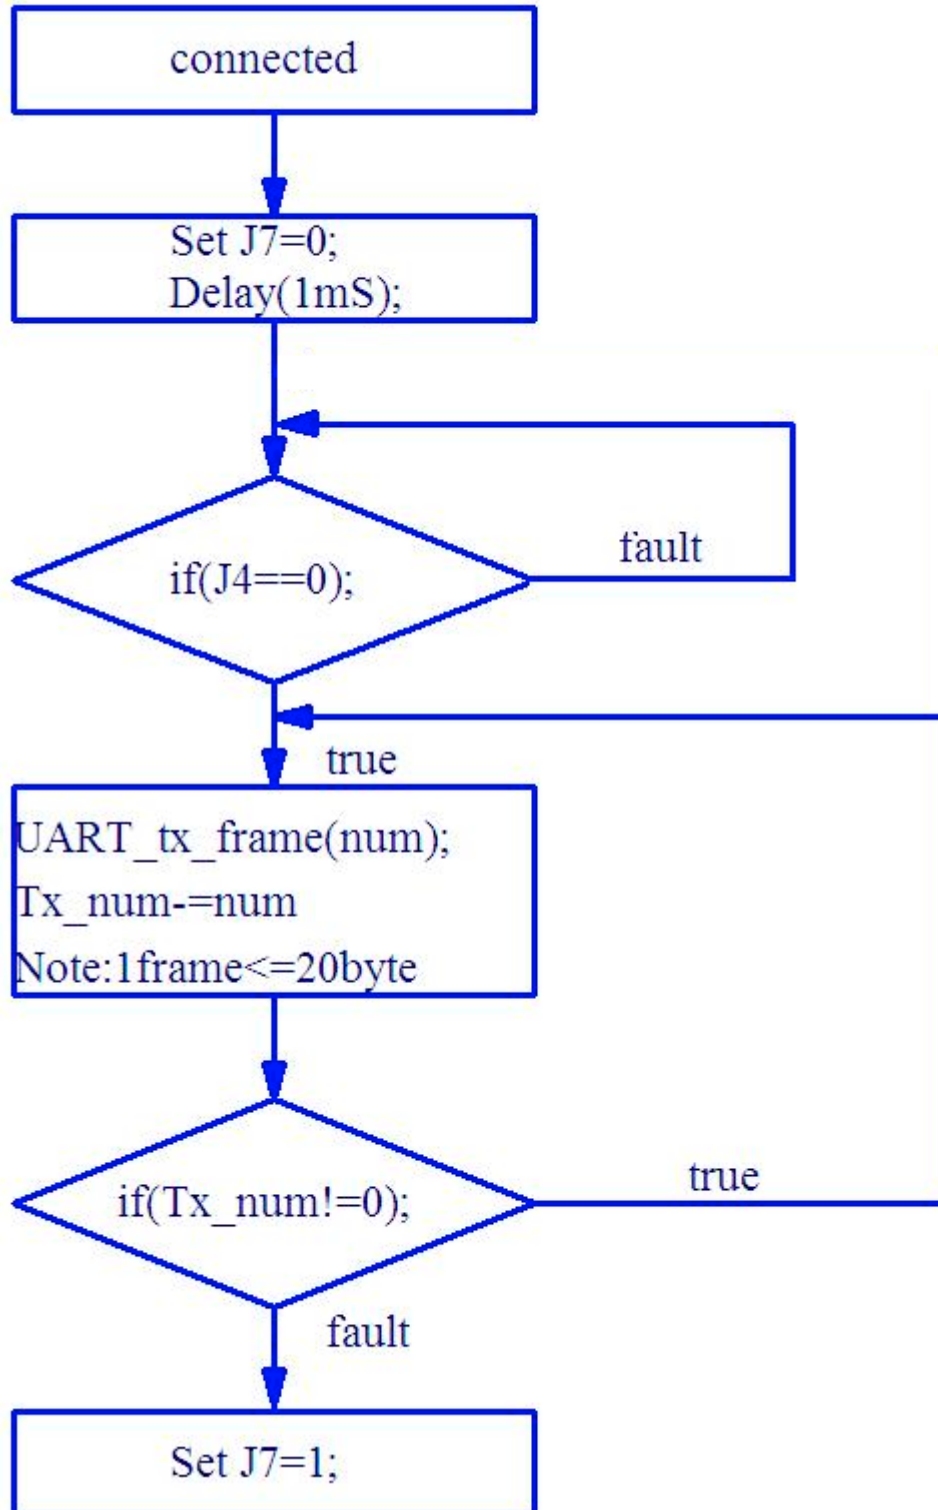 connected
Set J7=0;
Delay(1mS);
if(J4==0);
fault
true
UART_tx_frame(num);
Tx_num-=num
Note:1frame<=20byte
if(Tx_num!=0);
true
fault
Set J7=1;